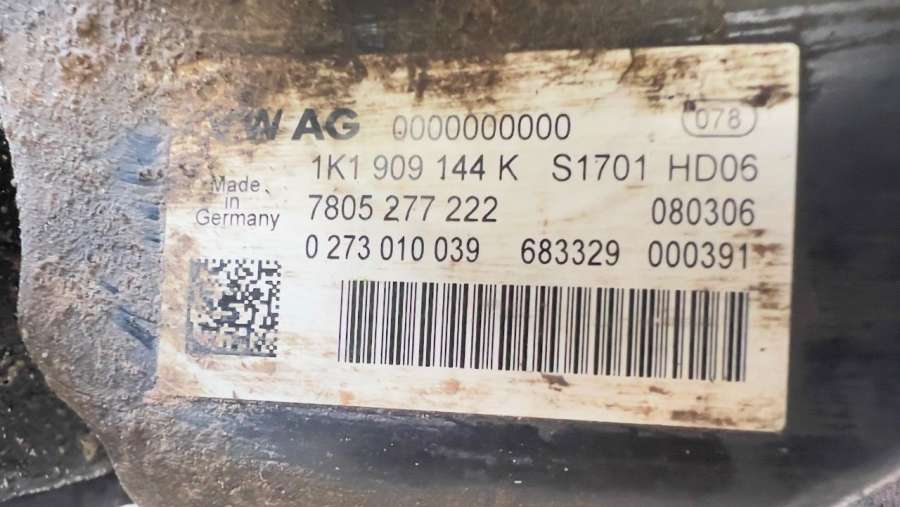 VW AG 0000000000 078
1K1 909 144 K S1701 HD06
Made in Germany
7805 277 222 080306
0 273 010 039 683329 000391